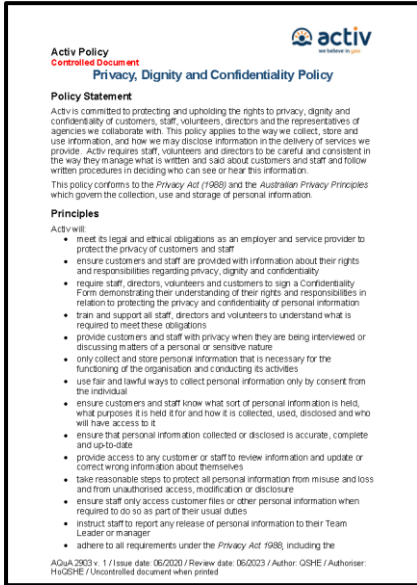 activ
we believe in you
Activ Policy
Controlled Document
Privacy, Dignity and Confidentiality Policy
Policy Statement
Activ is committed to protecting and upholding the rights to privacy, dignity and
confidentiality of customers, staff, volunteers, directors and the representatives of
agencies we collaborate with. This policy applies to the way we collect, store and
use information, and how we may disclose information in the delivery of services we
provide. Activ requires staff, volunteers and directors to be careful and consistent in
the way they manage what is written and said about customers and staff and follow
written procedures in deciding who can see or hear this information.
This policy conforms to the Privacy Act (1988) and the Australian Privacy Principles
which govern the collection, use and storage of personal information.
Principles
Activ will:
• meet its legal and ethical obligations as an employer and service provider to
protect the privacy of customers and staff
• ensure customers and staff are provided with information about their rights
and responsibilities regarding privacy, dignity and confidentiality
• require staff, directors, volunteers and customers to sign a Confidentiality
Form demonstrating their understanding of their rights and responsibilities in
relation to protecting the privacy and confidentiality of personal information
• train and support all staff, directors and volunteers to understand what is
required to meet these obligations
• provide customers and staff with privacy when they are being interviewed or
discussing matters of a personal or sensitive nature
• only collect and store personal information that is necessary for the
functioning of the organisation and conducting its activities
• use fair and lawful ways to collect personal information only by consent from
the individual
• ensure customers and staff know what sort of personal information is held,
what purposes it is held it for and how it is collected, used, disclosed and who
will have access to it
• ensure that personal information collected or disclosed is accurate, complete
and up-to-date
• provide access to any customer or staff to review information and update or
correct wrong information about themselves
• take reasonable steps to protect all personal information from misuse and loss
and from unauthorised access, modification or disclosure
• ensure staff only access customer files or other personal information when
required to do so as part of their usual duties
• instruct staff to report any release of personal information to their Team
Leader or manager
• adhere to all requirements under the Privacy Act 1988, including the
AQuA 2903 v. 1 / Issue date: 06/2020 / Review date: 06/2023 / Author: QSHE / Authoriser:
HoQSHE / Uncontrolled document when printed